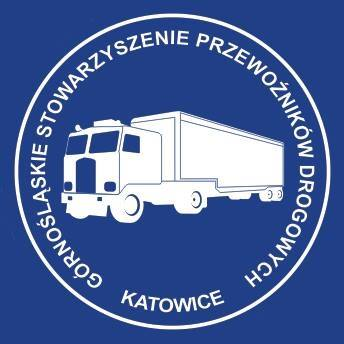 GÓRNOŚLĄSKIE STOWARZYSZENIE PRZEWOŹNIKÓW DROGOWYCH
KATOWICE